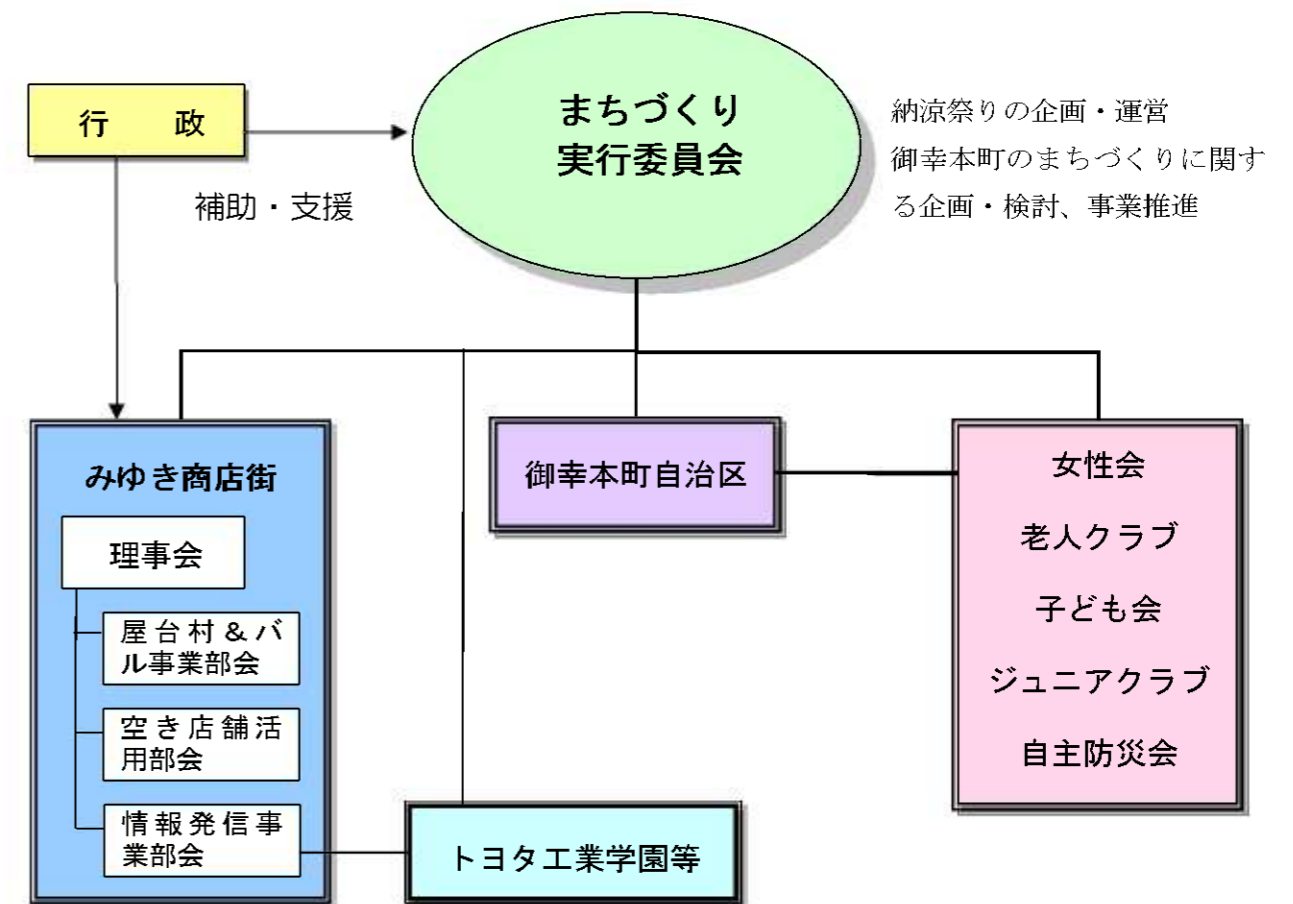 行　政
まちづくり
実行委員会
納涼祭りの企画・運営
御幸本町のまちづくりに関す
る企画・検討、事業推進
補助・支援
みゆき商店街
理事会
屋台村＆バ
ル事業部会
空き店舗活
用部会
情報発信事
業部会
御幸本町自治区
女性会
老人クラブ
子ども会
ジュニアクラブ
自主防災会
トヨタ工業学園等